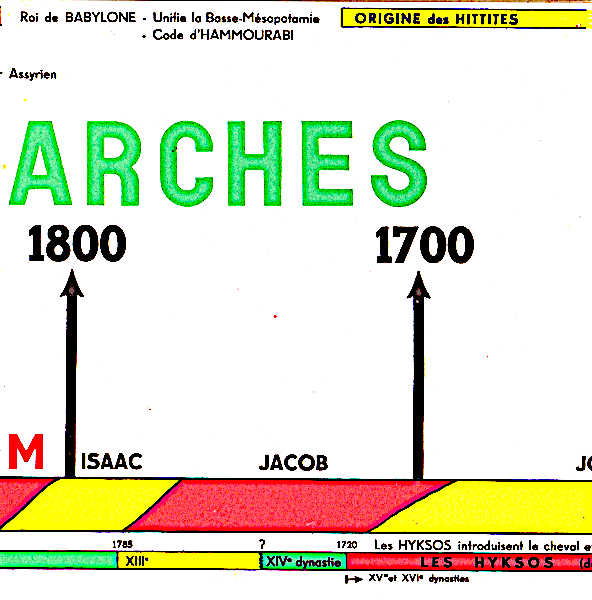 Roi de BABYLONE - Unifie la Basse-Mésopotamie
- Code d'HAMMOURABI
ORIGINE des HITTITES
Assyrien
ARCHES
1800
1700
M
ISAAC
JACOB
1785
?
1720
Les HYKSOS introduisent le cheval
XIIIe
XIVe dynastie
LES HYKSOS
XVe et XVIe dynasties